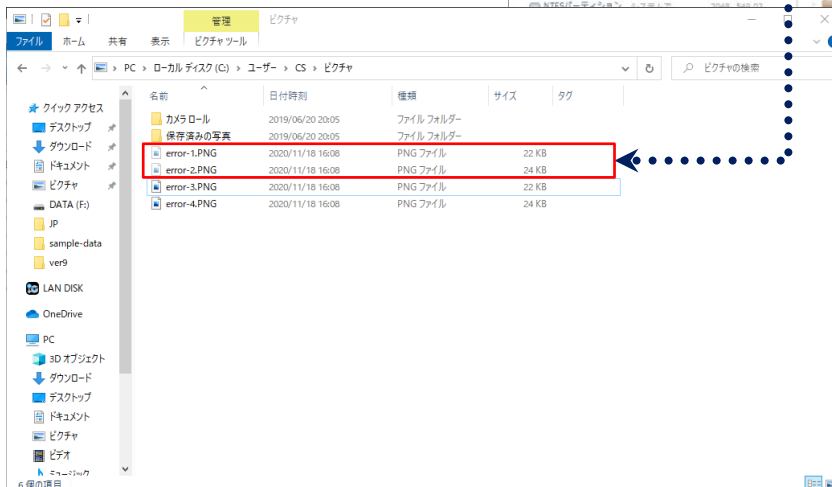 管理 ピクチャ
ファイル ホーム 共有 表示 ピクチャ ツール
PC › ローカル ディスク (C:) › ユーザー › CS › ピクチャ ピクチャの検索
名前 日付時刻 種類 サイズ タグ
カメラロール 2019/06/20 20:05 ファイル フォルダー
保存済みの写真 2019/06/20 20:05 ファイル フォルダー
error-1.PNG 2020/11/18 16:08 PNG ファイル 22 KB
error-2.PNG 2020/11/18 16:08 PNG ファイル 24 KB
error-3.PNG 2020/11/18 16:08 PNG ファイル 22 KB
error-4.PNG 2020/11/18 16:08 PNG ファイル 24 KB
クイック アクセス
デスクトップ
ダウンロード
ドキュメント
ピクチャ
DATA (F:)
JP
sample-data
ver9
LAN DISK
OneDrive
PC
3D オブジェクト
ダウンロード
デスクトップ
ドキュメント
ピクチャ
ビデオ
ミュージック
6 個の項目